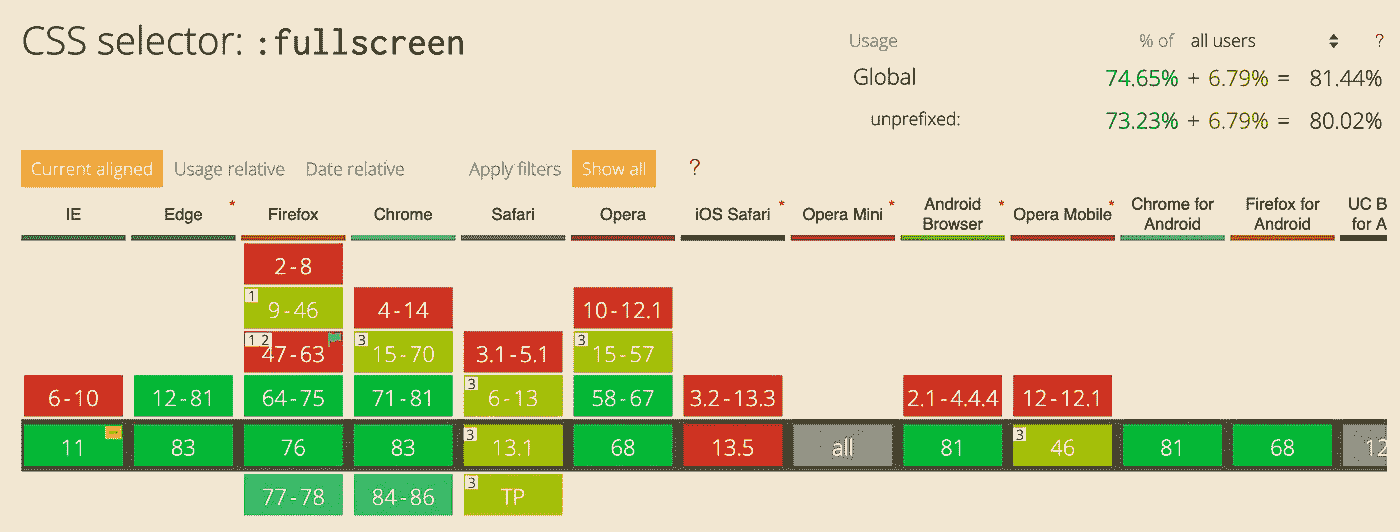 CSS selector: :fullscreen
Usage % of all users ?
Global 74.65% + 6.79% = 81.44%
unprefixed: 73.23% + 6.79% = 80.02%
Current aligned Usage relative Date relative Apply filters Show all ?
IE Edge * Firefox Chrome Safari Opera iOS Safari * Opera Mini * Android Browser * Opera Mobile * Chrome for Android Firefox for Android UC B for A
2-8
1 9-46 4-14 10-12.1
1 2 47-63 3 15-70 3.1-5.1 3 15-57
6-10 12-81 64-75 71-81 3 6-13 58-67 3.2-13.3 2.1-4.4.4 12-12.1
11 83 76 83 3 13.1 68 13.5 all 81 3 46 81 68 12
77-78 84-86 3 TP